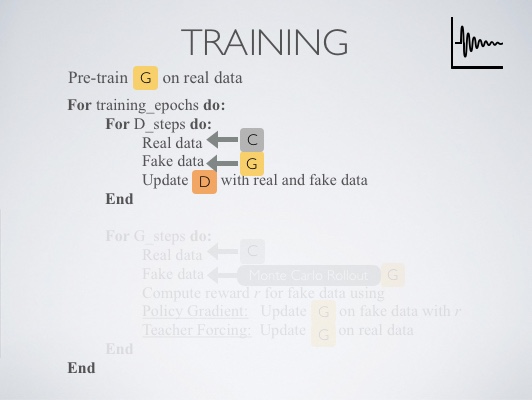 TRAINING
Pre-train G on real data
For training_epochs do:
For D_steps do:
Real data C
Fake data G
Update D with real and fake data
End
For G_steps do:
Real data C
Fake data Monte Carlo Rollout G
Compute reward r for fake data using
Policy Gradient: Update G on fake data with r
Teacher Forcing: Update G on real data
End
End